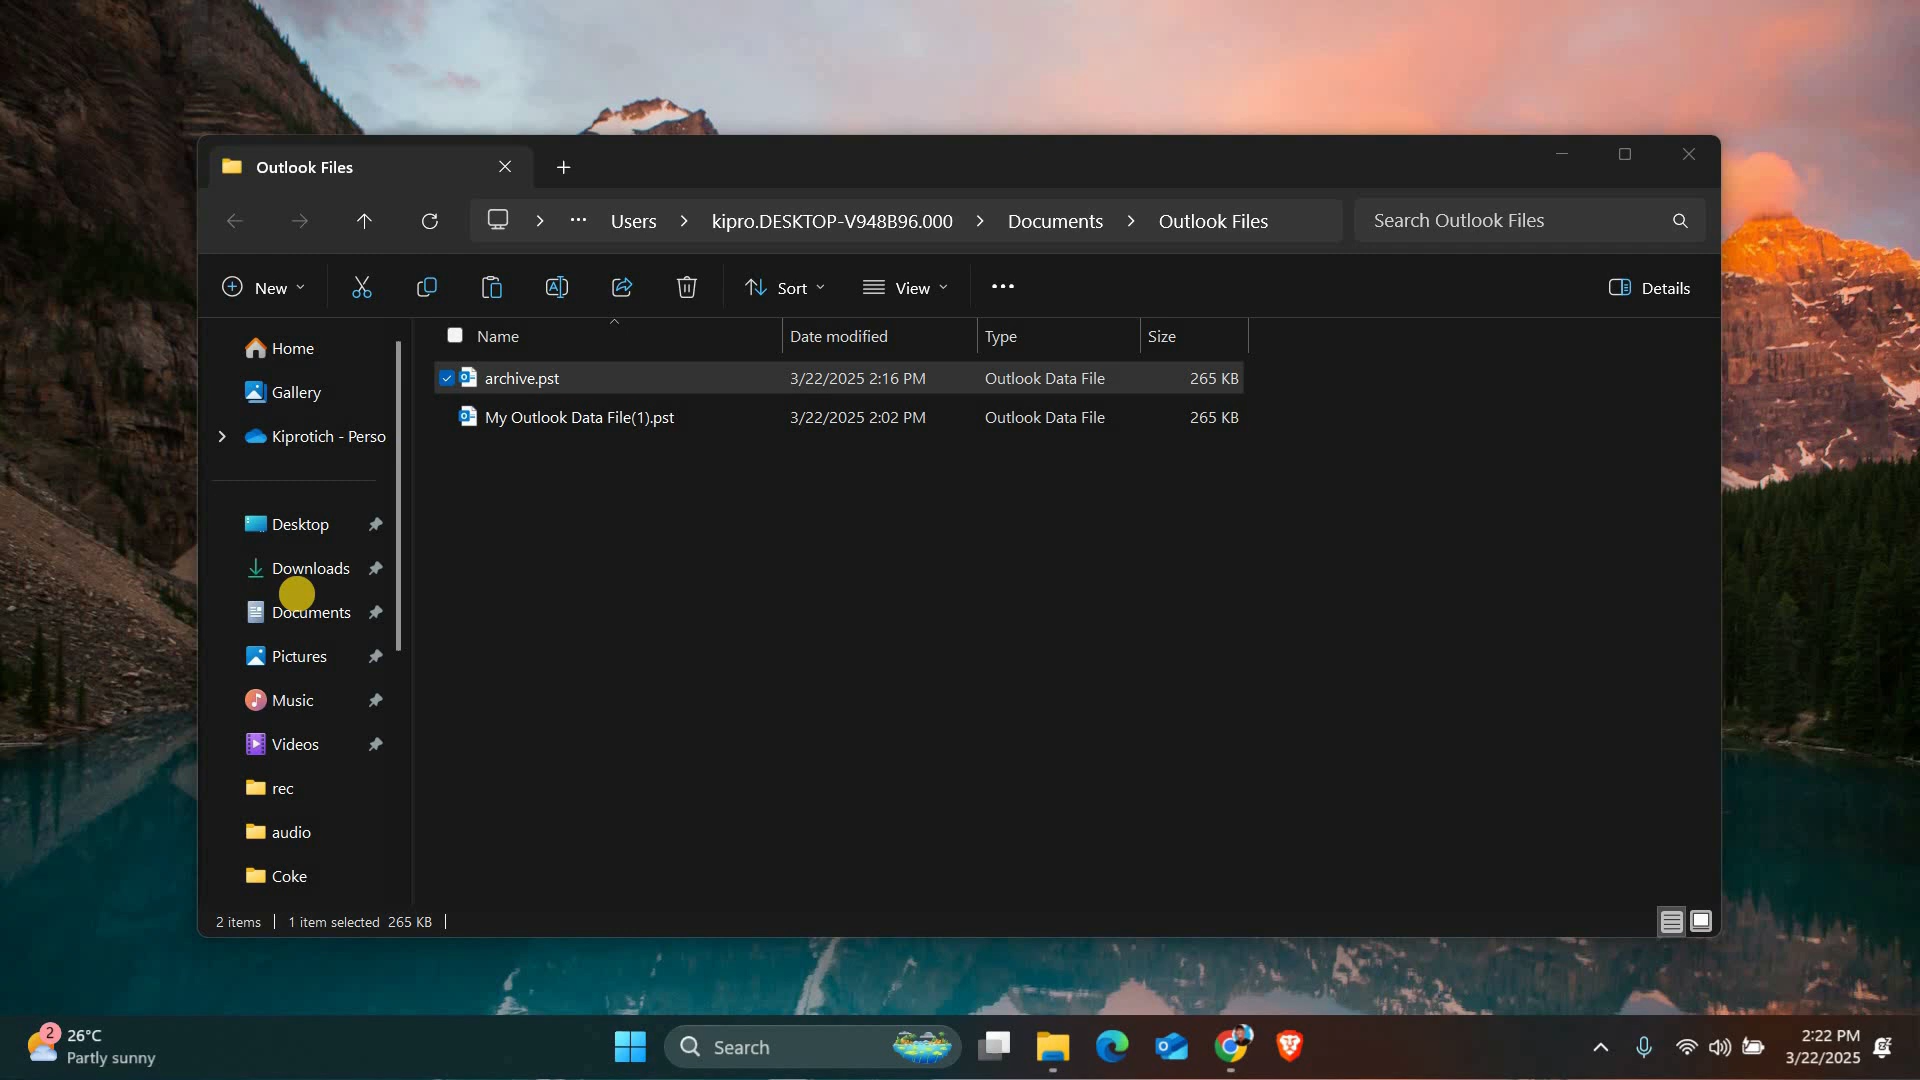 Outlook Files
Users
kipro.DESKTOP-V948B96.000
Documents
Outlook Files
Search Outlook Files
New
Sort
View
Details
Home
Gallery
Kiprotich - Perso
Desktop
Downloads
Documents
Pictures
Music
Videos
rec
audio
Coke
Name Date modified Type Size
archive.pst 3/22/2025 2:16 PM Outlook Data File 265 KB
My Outlook Data File(1).pst 3/22/2025 2:02 PM Outlook Data File 265 KB
2 items 1 item selected 265 KB
2
26°C
Partly sunny
Search
2:22 PM
3/22/2025